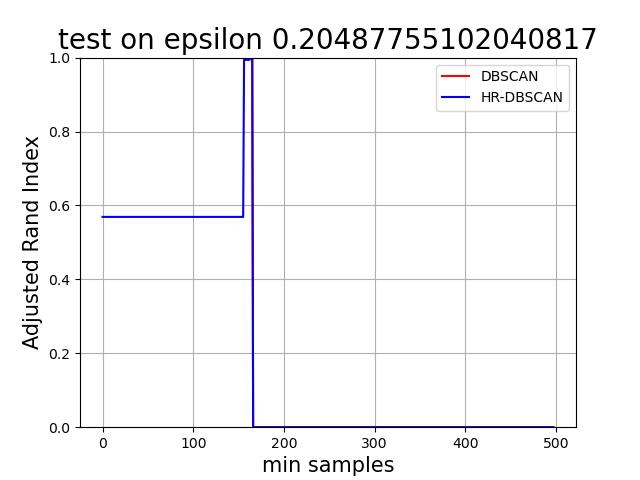 test on epsilon 0.20487755102040817
1.0
0.8
0.6
0.4
0.2
0.0
Adjusted Rand Index
DBSCAN
HR-DBSCAN
0 100 200 300 400 500
min samples